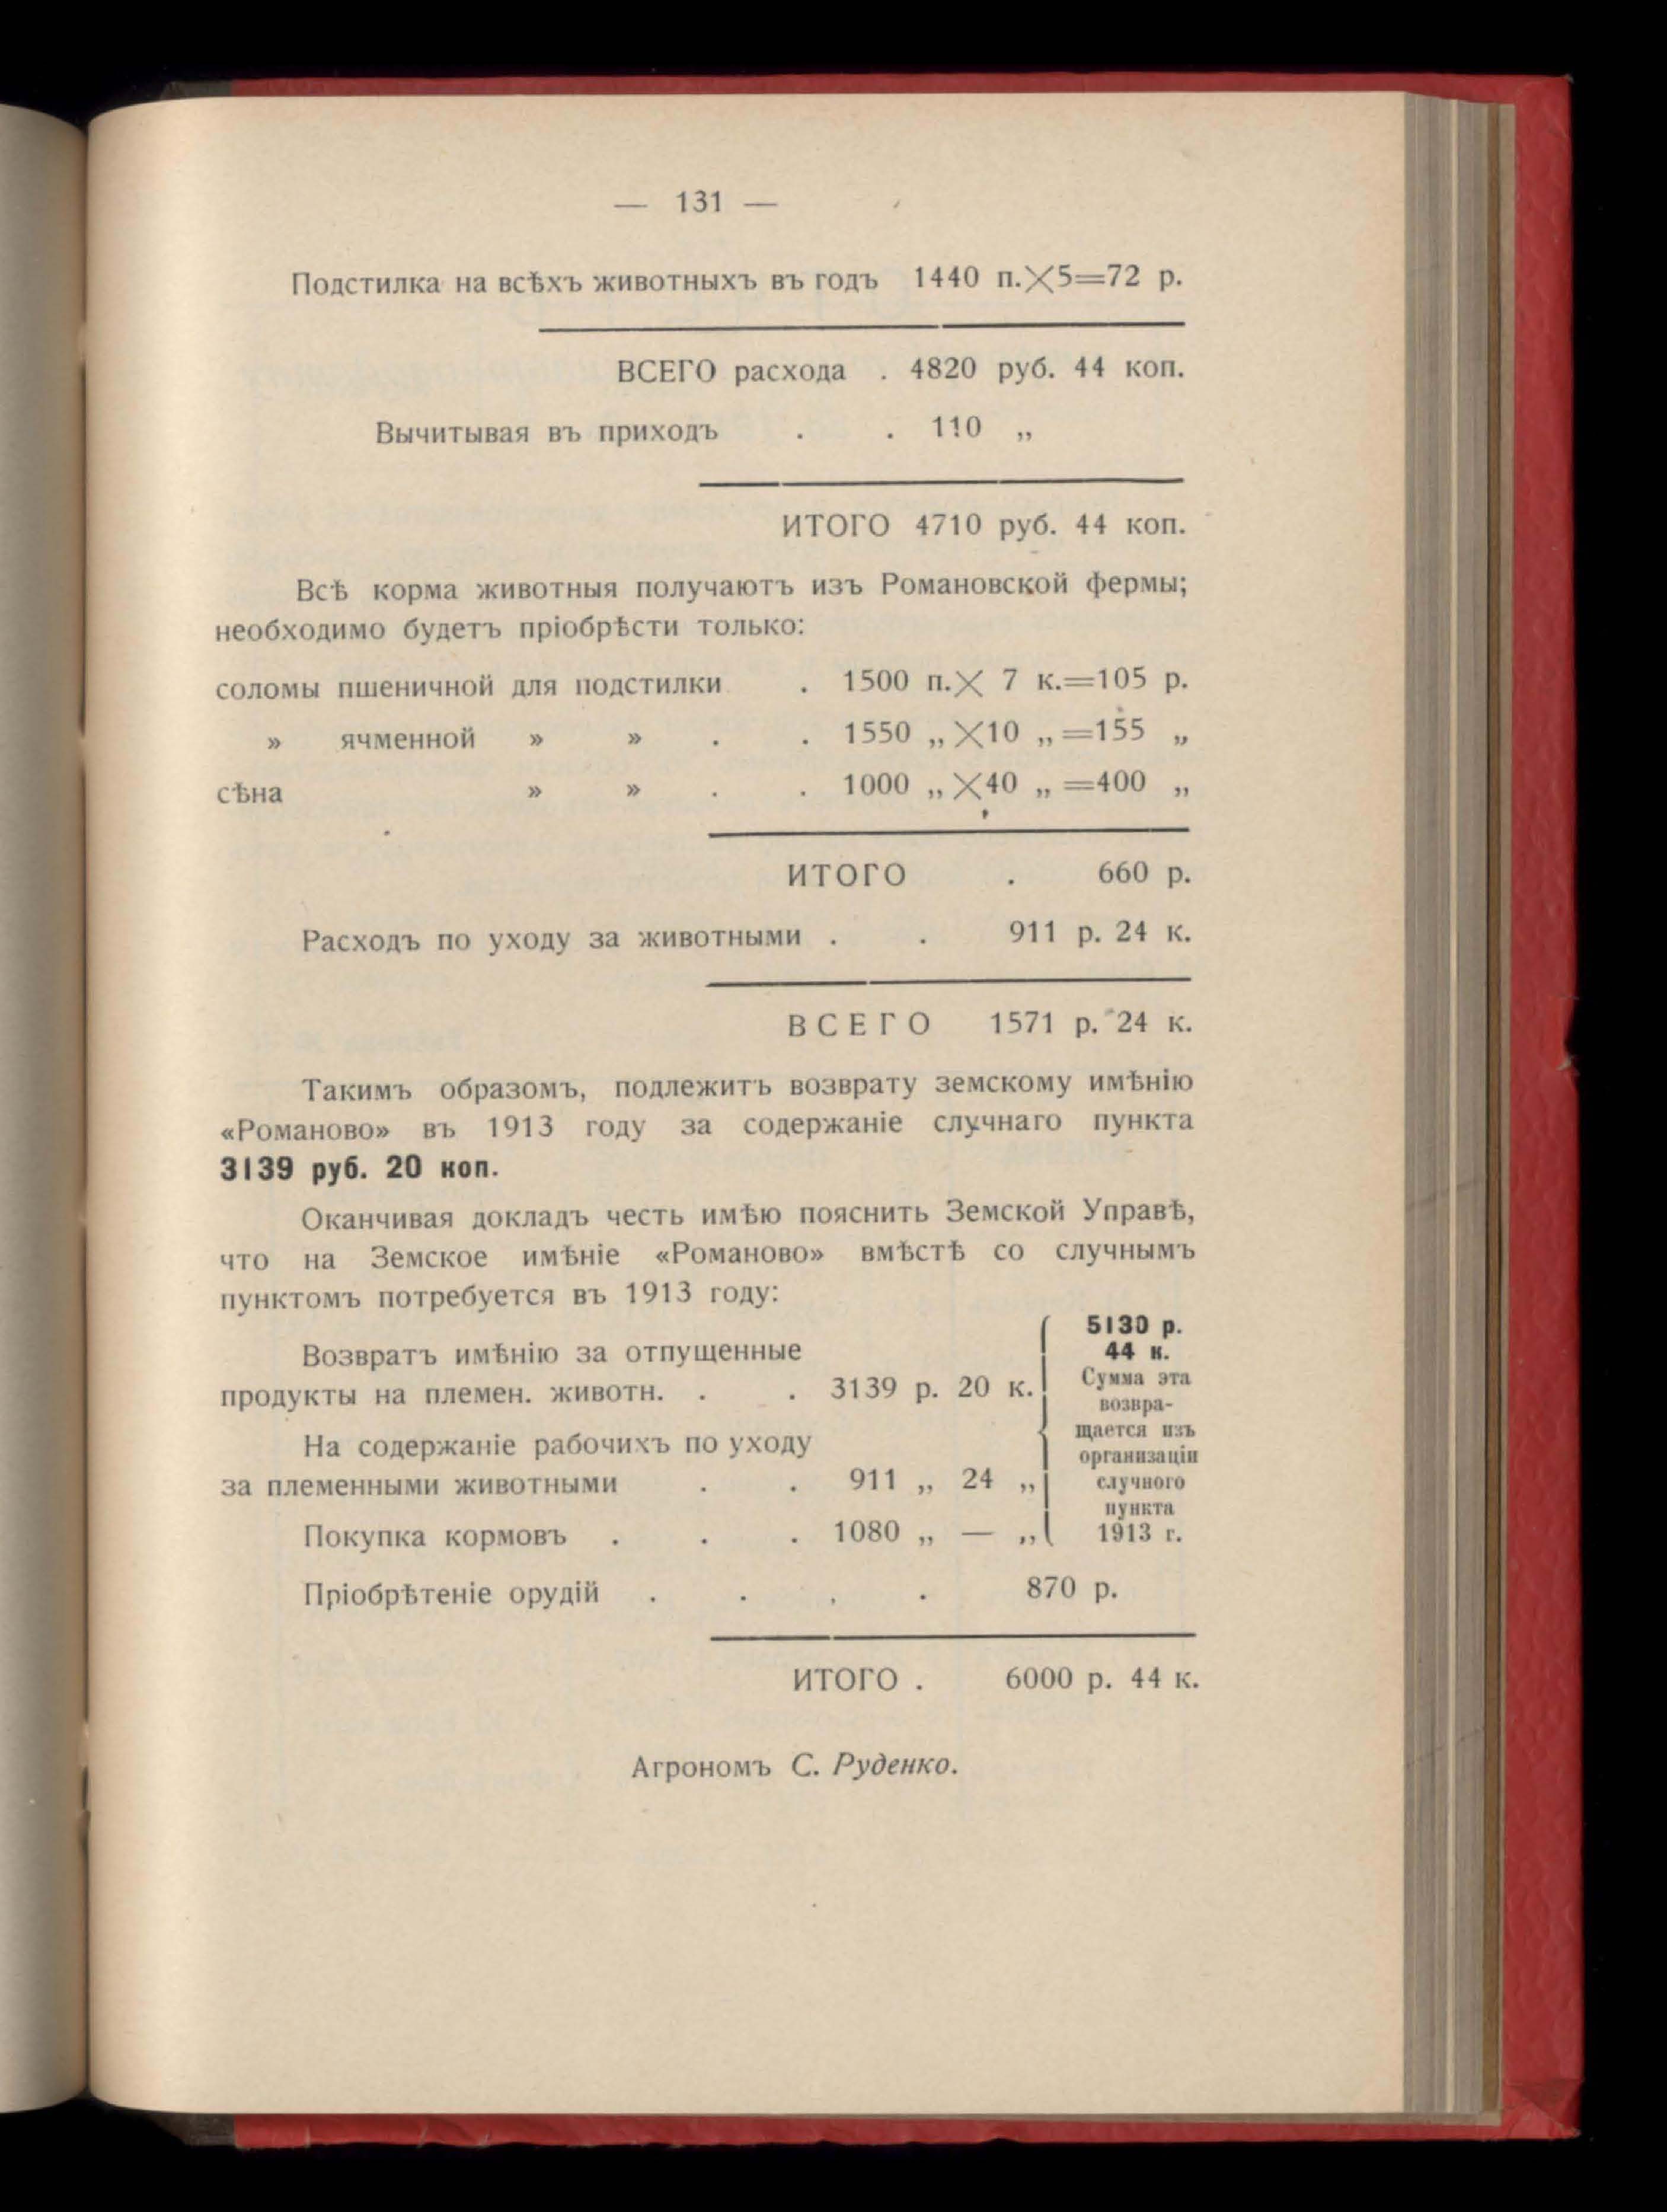 — 131 —
Подстилка на всѣхъ животныхъ въ годъ 1440 п.×5=72 р.
ВСЕГО расхода . 4820 руб. 44 коп.
Вычитывая въ приходъ . . 110 „
ИТОГО 4710 руб. 44 коп.
Всѣ корма животныя получаютъ изъ Романовской фермы;
необходимо будетъ пріобрѣсти только:
соломы пшеничной для подстилки . 1500 п.× 7 к.=105 р.
» ячменной » » . . 1550 „ ×10 „=155 „
сѣна » » . . 1000 „ ×40 „ =400 „
ИТОГО . 660 р.
Расходъ по уходу за животными . . 911 р. 24 к.
ВСЕГО 1571 р. 24 к.
Такимъ образомъ, подлежитъ возврату земскому имѣнію
«Романово» въ 1913 году за содержаніе случнаго пункта
3139 руб. 20 коп.
Оканчивая докладъ честь имѣю пояснить Земской Управѣ,
что на Земское имѣніе «Романово» вмѣстѣ со случнымъ
пунктомъ потребуется въ 1913 году:
Возвратъ имѣнію за отпущенные
продукты на племен. животн. . . 3139 р. 20 к.
На содержаніе рабочихъ по уходу
за племенными животными . . 911 „ 24 „
Покупка кормовъ . . . 1080 „ — „
5130 р.
44 к.
Сумма эта
возвра-
щается изъ
организаціи
случного
пункта
1913 г.
Пріобрѣтеніе орудій . . . . 870 р.
ИТОГО . 6000 р. 44 к.
Агрономъ С. Руденко.